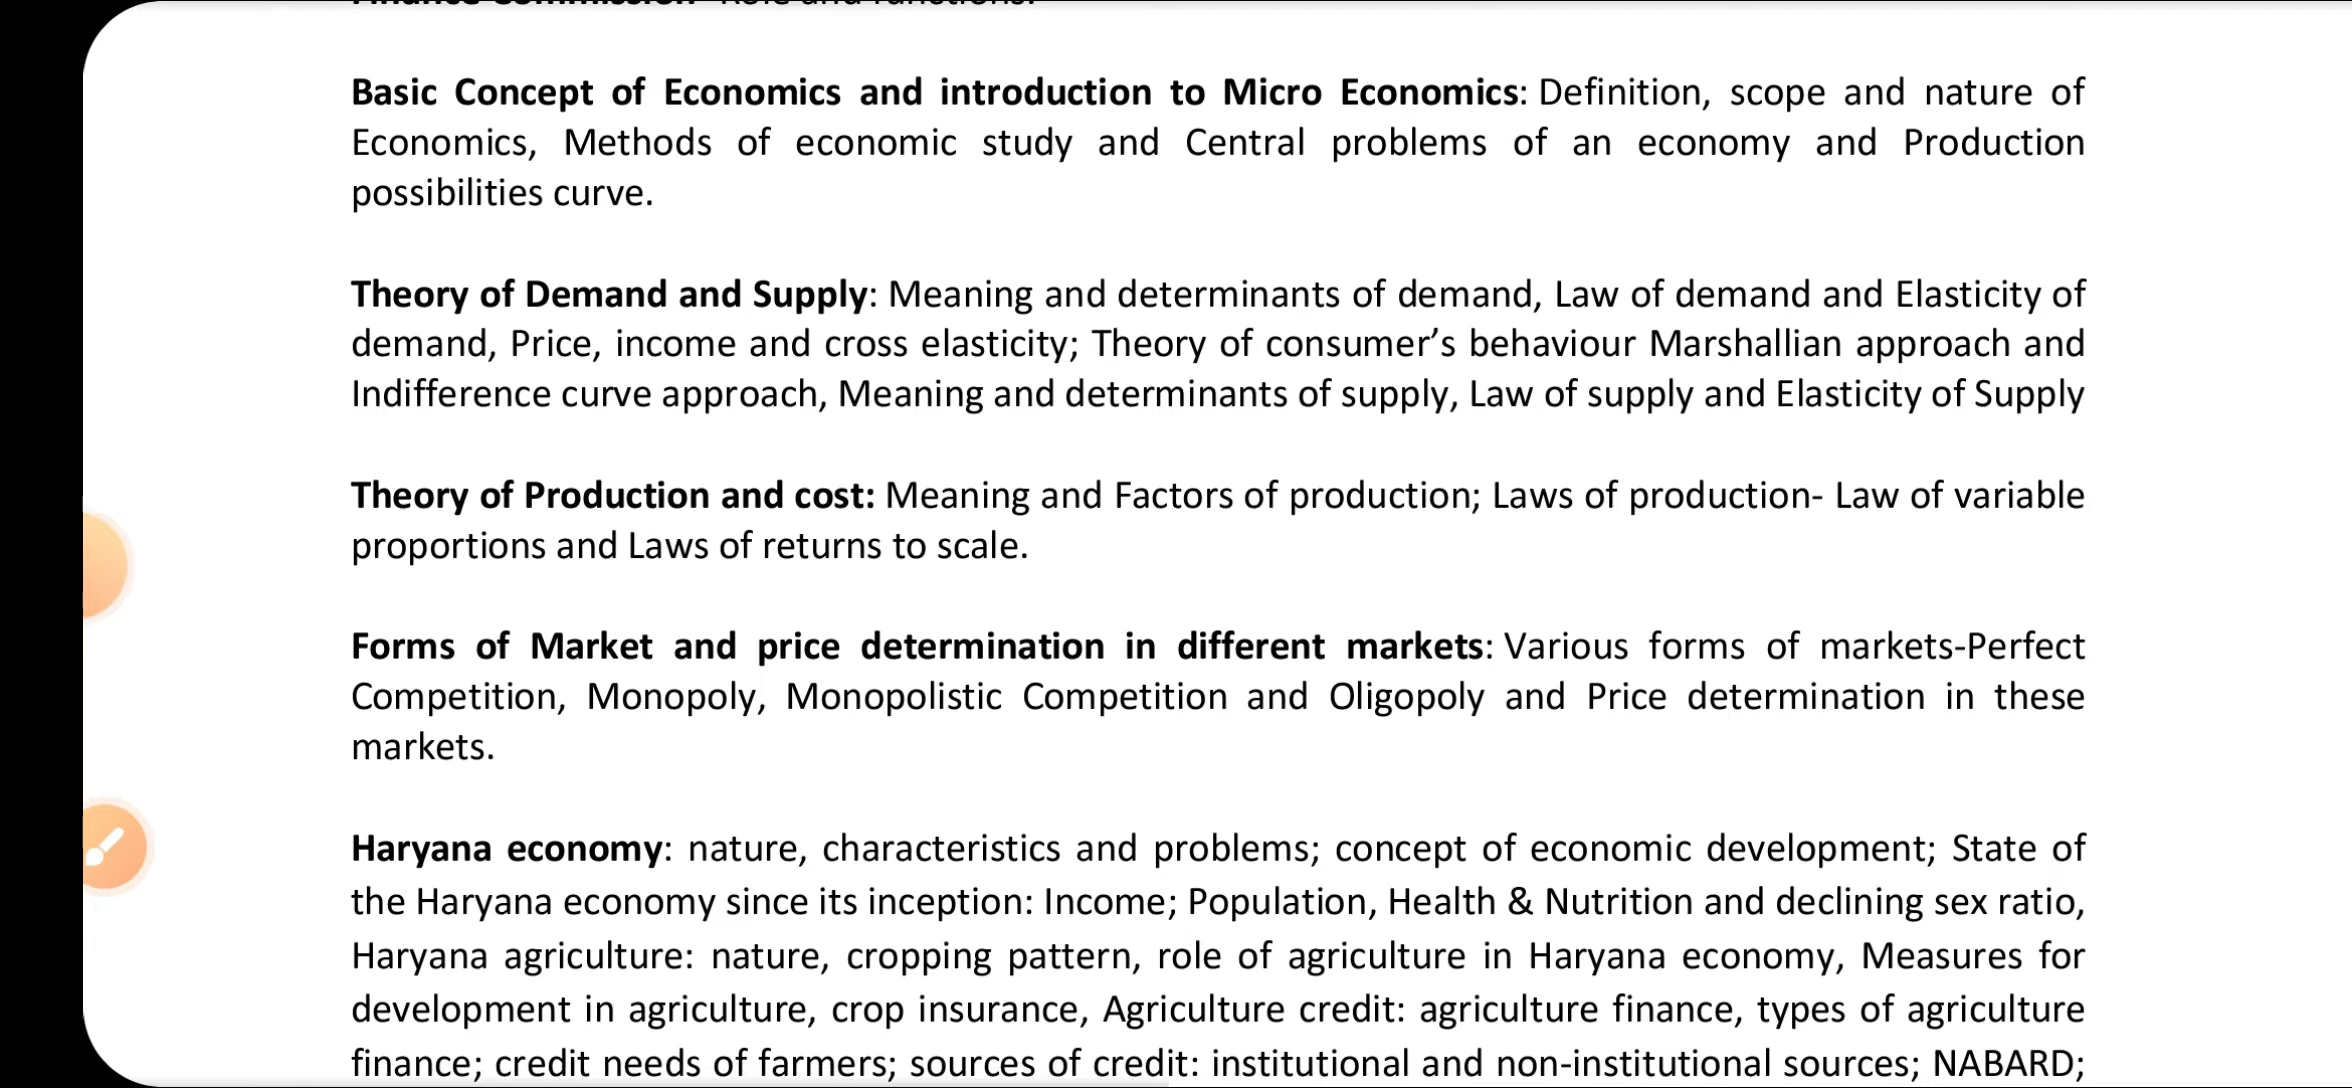 Finance Commission- Role and functions.
Basic Concept of Economics and introduction to Micro Economics: Definition, scope and nature of
Economics, Methods of economic study and Central problems of an economy and Production
possibilities curve.
Theory of Demand and Supply: Meaning and determinants of demand, Law of demand and Elasticity of
demand, Price, income and cross elasticity; Theory of consumer’s behaviour Marshallian approach and
Indifference curve approach, Meaning and determinants of supply, Law of supply and Elasticity of Supply
Theory of Production and cost: Meaning and Factors of production; Laws of production- Law of variable
proportions and Laws of returns to scale.
Forms of Market and price determination in different markets: Various forms of markets-Perfect
Competition, Monopoly, Monopolistic Competition and Oligopoly and Price determination in these
markets.
Haryana economy: nature, characteristics and problems; concept of economic development; State of
the Haryana economy since its inception: Income; Population, Health & Nutrition and declining sex ratio,
Haryana agriculture: nature, cropping pattern, role of agriculture in Haryana economy, Measures for
development in agriculture, crop insurance, Agriculture credit: agriculture finance, types of agriculture
finance; credit needs of farmers; sources of credit: institutional and non-institutional sources; NABARD;